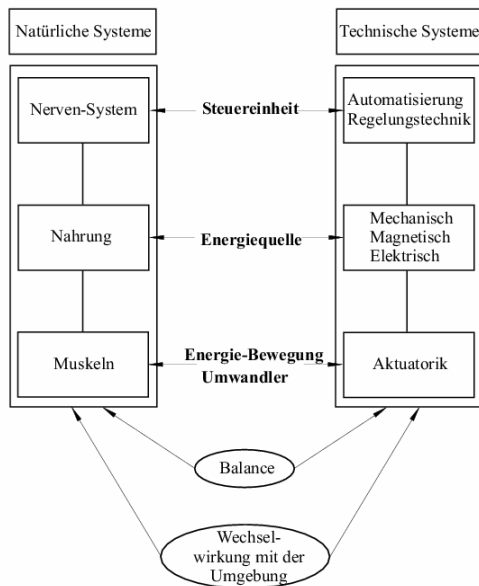 Natürliche Systeme
Technische Systeme
Nerven-System
Steuereinheit
Automatisierung
Regelungstechnik
Nahrung
Energiequelle
Mechanisch
Magnetisch
Elektrisch
Muskeln
Energie-Bewegung
Umwandler
Aktuatorik
Balance
Wechsel-
wirkung mit der
Umgebung